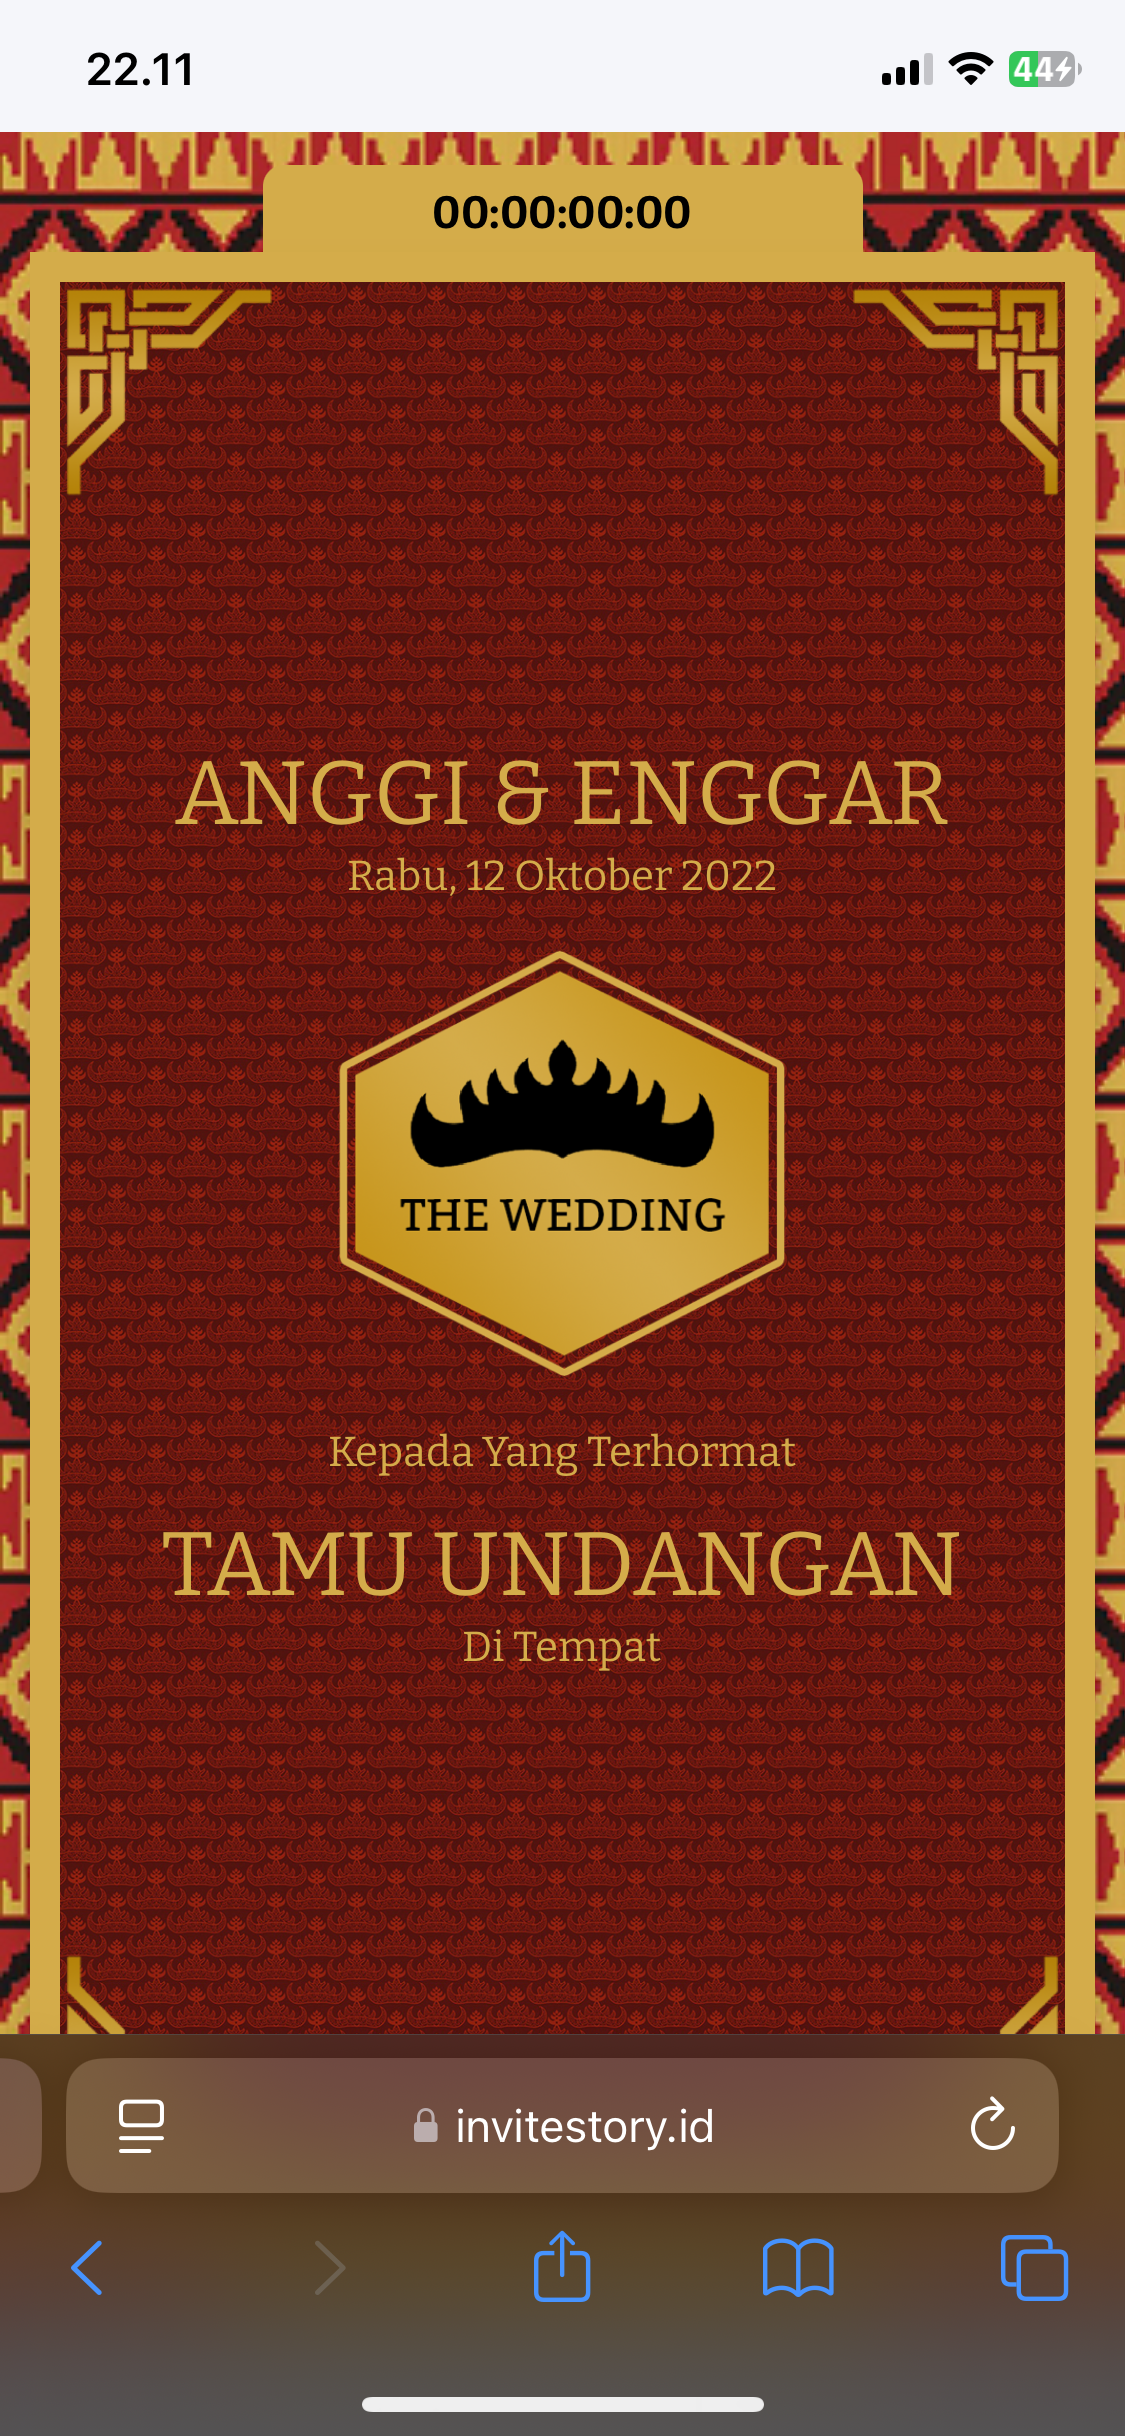 22.11
44
00:00:00:00
ANGGI & ENGGAR
Rabu, 12 Oktober 2022
THE WEDDING
Kepada Yang Terhormat
TAMU UNDANGAN
Di Tempat
invitestory.id